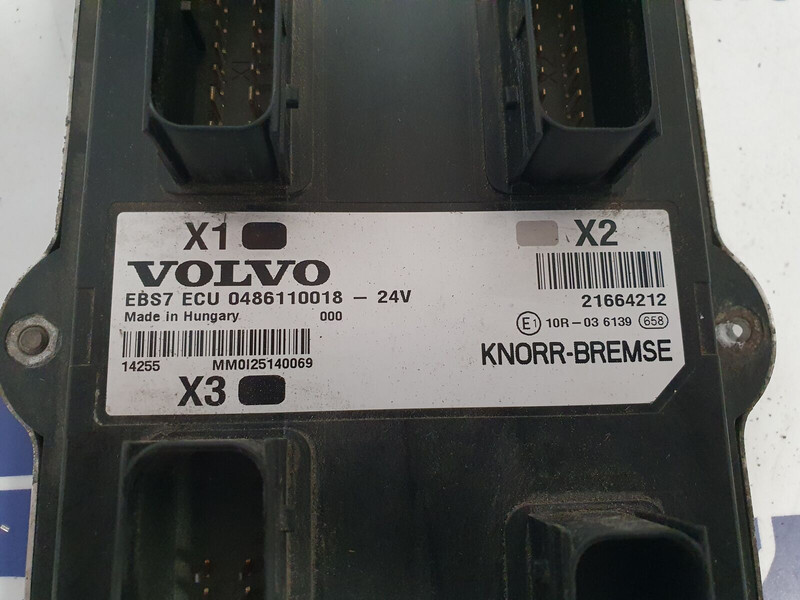 X1 X2
VOLVO
EBS7 ECU 0486110018 - 24V
21664212
Made in Hungary 000
E1 10R-03 6139 658
KNORR-BREMSE
14255 MM0I25140069
X3